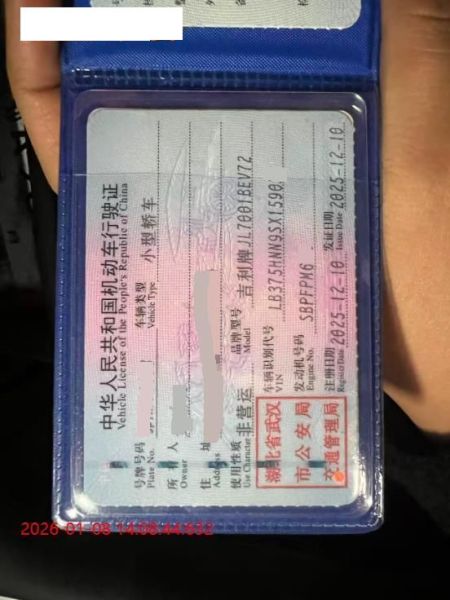 中华人民共和国机动车行驶证
Vehicle License of the People's Republic of China
号牌号码
Plate No.
车辆类型 小型轿车
Vehicle Type
所 有 人
Owner
住 址
Address
使用性质 非营运
Use Character
品牌型号 吉利牌JL7001BEV72
Model
车辆识别代号
VIN
发动机号码 SBPFPM6
Engine No.
注册日期 2025-12-10
Register Date
发证日期 2025-12-10
Issue Date
湖北省武汉
市公安局
交通管理局
2026-01-08 14:08:44:632